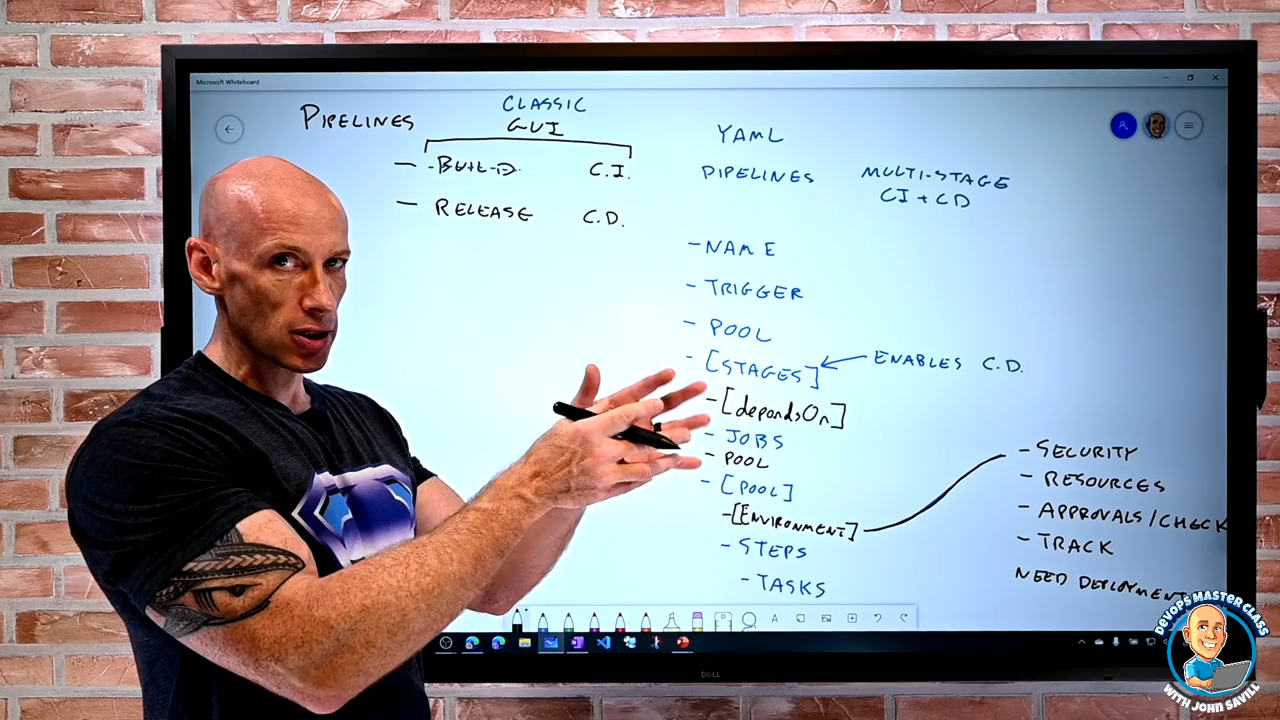 Microsoft Whiteboard
PIPELINES
CLASSIC
GUI
- BUILD C.I.
- RELEASE C.D.
YAML
PIPELINES
MULTI-STAGE
CI + CD
- NAME
- TRIGGER
- POOL
- [STAGES] ENABLES C.D.
- [dependsOn]
- JOBS
- POOL
- [POOL]
- [ENVIRONMENT]
- STEPS
- TASKS
- SECURITY
- RESOURCES
- APPROVALS/CHECK
- TRACK
NEED DEPLOYMENT
DELL
DEVOPS MASTER CLASS
WITH JOHN SAVILL